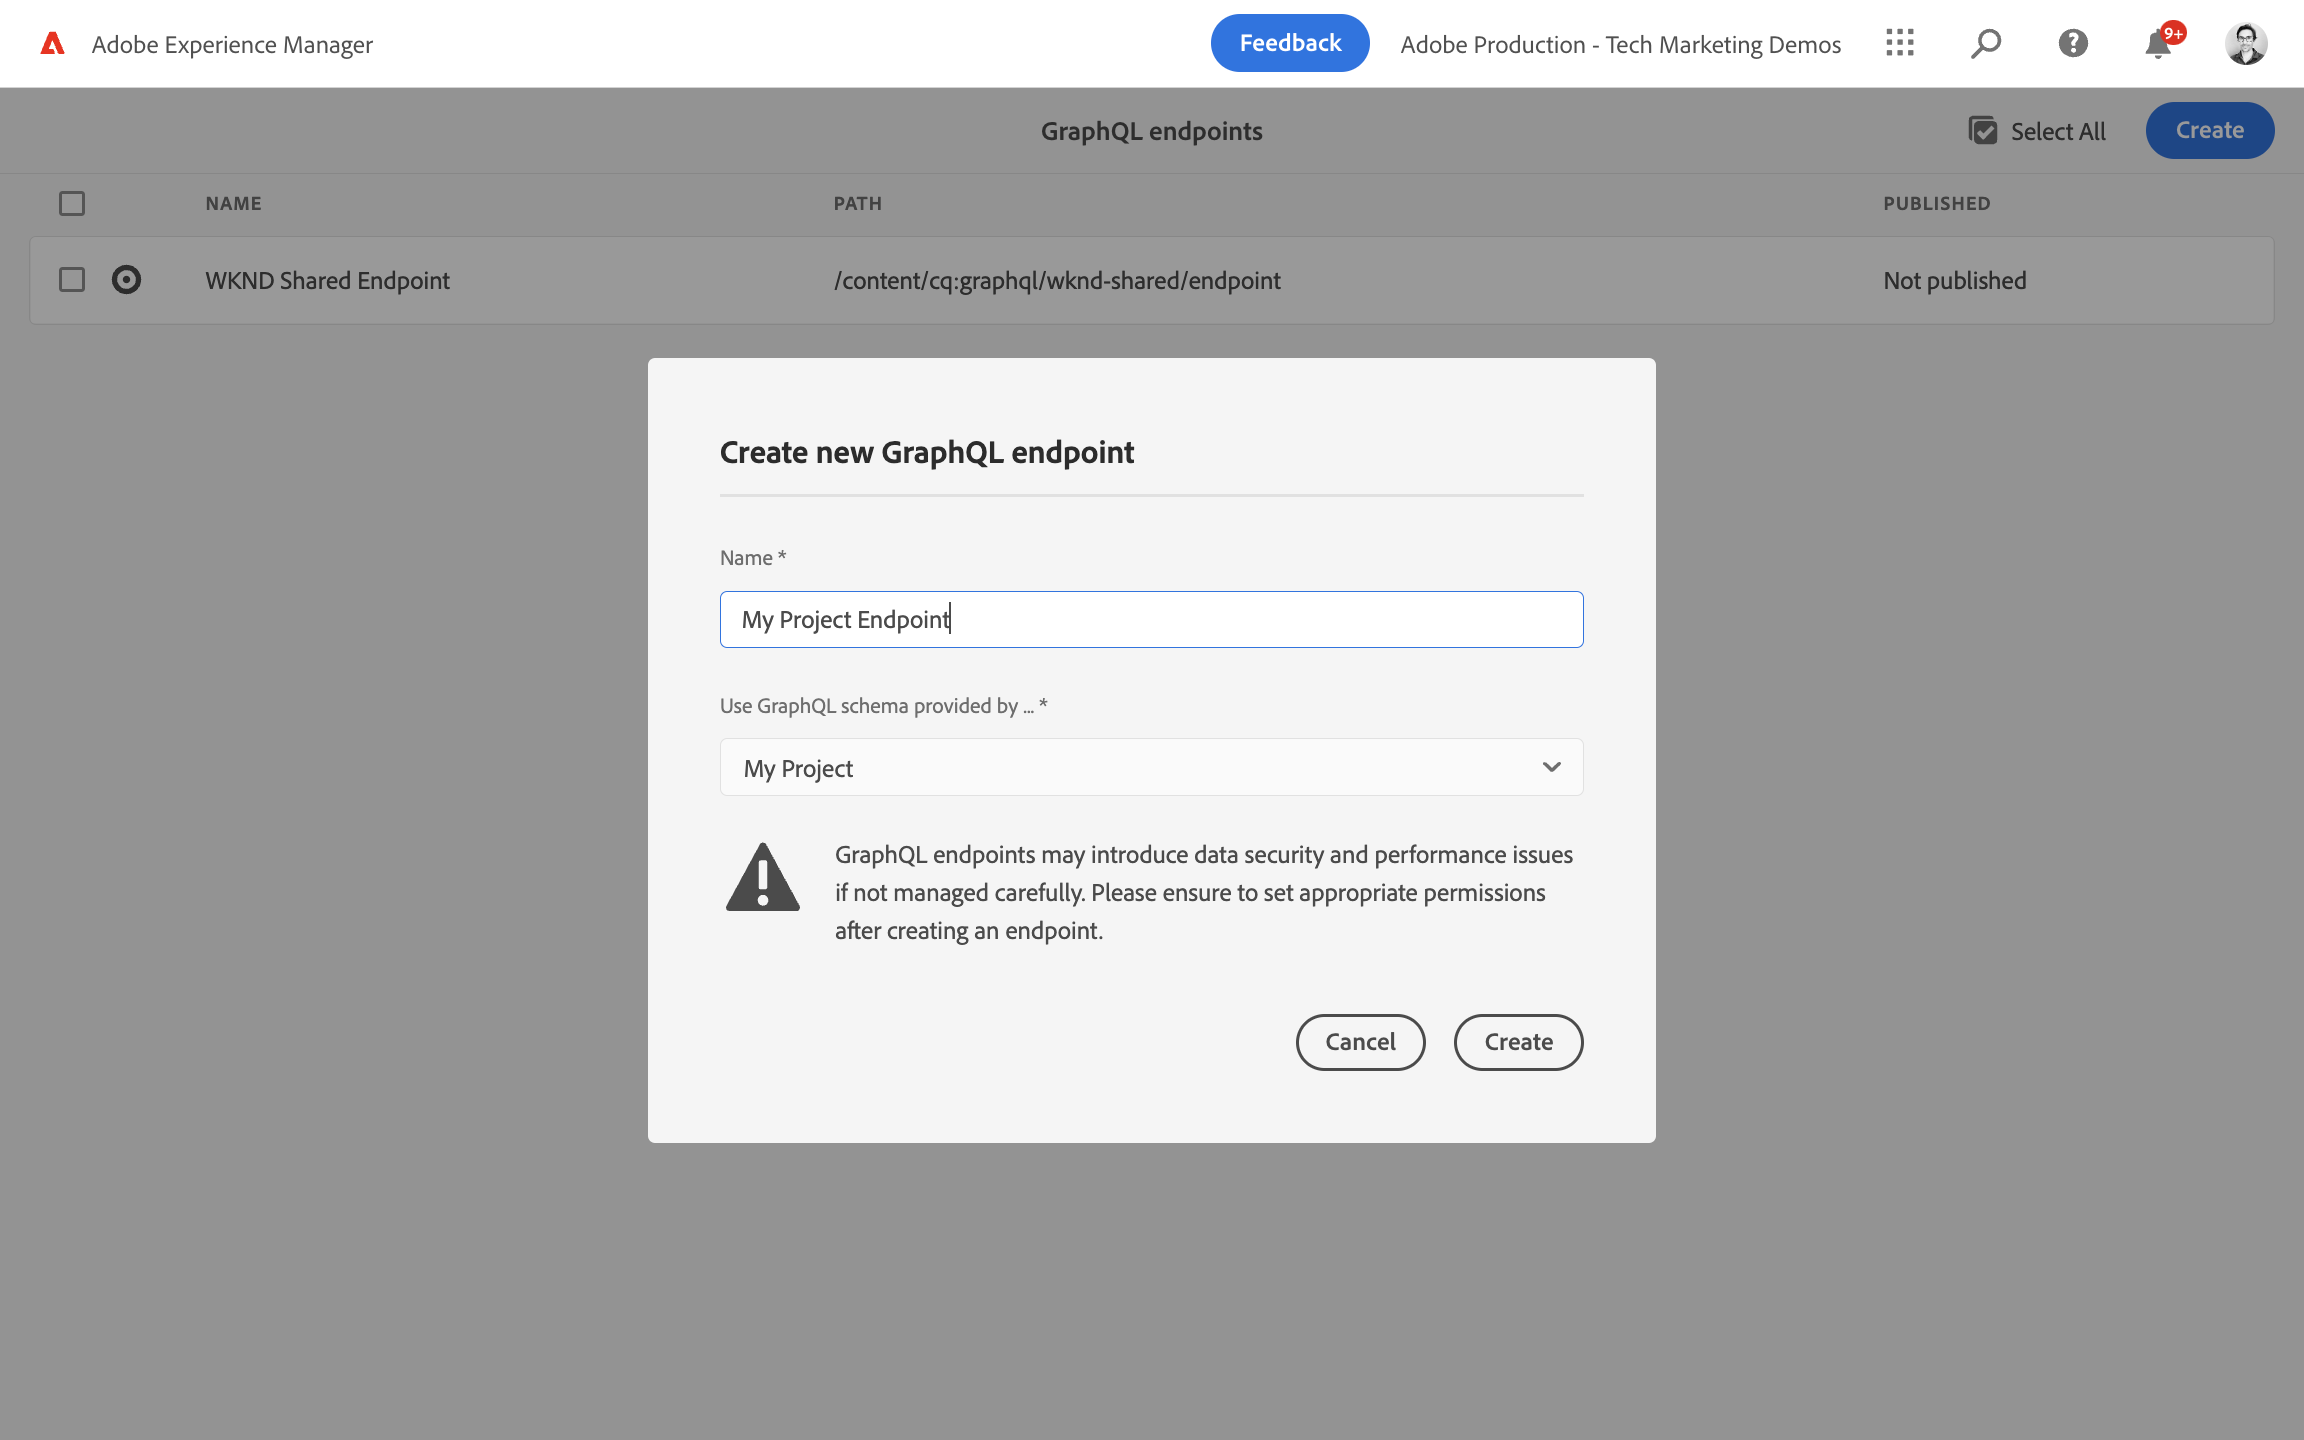 Adobe Experience Manager
Feedback
Adobe Production - Tech Marketing Demos
9+
GraphQL endpoints
Select All
Create
NAME
PATH
PUBLISHED
WKND Shared Endpoint
/content/cq:graphql/wknd-shared/endpoint
Not published
Create new GraphQL endpoint
Name *
My Project Endpoint
Use GraphQL schema provided by ... *
My Project
GraphQL endpoints may introduce data security and performance issues
if not managed carefully. Please ensure to set appropriate permissions
after creating an endpoint.
Cancel
Create